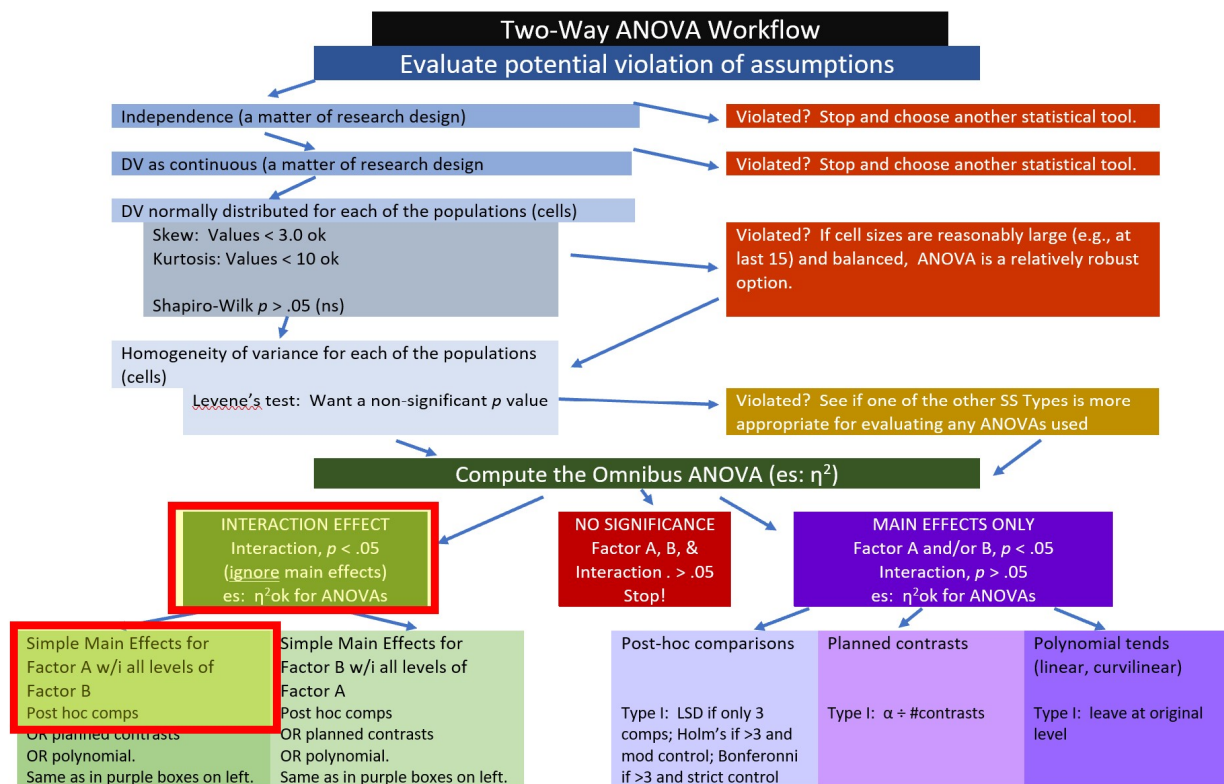 Two-Way ANOVA Workflow
Evaluate potential violation of assumptions
Independence (a matter of research design)
Violated? Stop and choose another statistical tool.
DV as continuous (a matter of research design
Violated? Stop and choose another statistical tool.
DV normally distributed for each of the populations (cells)
Skew: Values < 3.0 ok
Kurtosis: Values < 10 ok
Shapiro-Wilk p > .05 (ns)
Violated? If cell sizes are reasonably large (e.g., at
last 15) and balanced, ANOVA is a relatively robust
option.
Homogeneity of variance for each of the populations
(cells)
Levene's test: Want a non-significant p value
Violated? See if one of the other SS Types is more
appropriate for evaluating any ANOVAs used
Compute the Omnibus ANOVA (es: η²)
INTERACTION EFFECT
Interaction, p < .05
(ignore main effects)
es: η²ok for ANOVAs
NO SIGNIFICANCE
Factor A, B, &
Interaction . > .05
Stop!
MAIN EFFECTS ONLY
Factor A and/or B, p < .05
Interaction, p > .05
es: η²ok for ANOVAs
Simple Main Effects for
Factor A w/i all levels of
Factor B
Post hoc comps
OR planned contrasts
OR polynomial.
Same as in purple boxes on left.
Simple Main Effects for
Factor B w/i all levels of
Factor A
Post hoc comps
OR planned contrasts
OR polynomial.
Same as in purple boxes on left.
Post-hoc comparisons
Type I: LSD if only 3
comps; Holm's if >3 and
mod control; Bonferonni
if >3 and strict control
Planned contrasts
Type I: α ÷ #contrasts
Polynomial tends
(linear, curvilinear)
Type I: leave at original
level